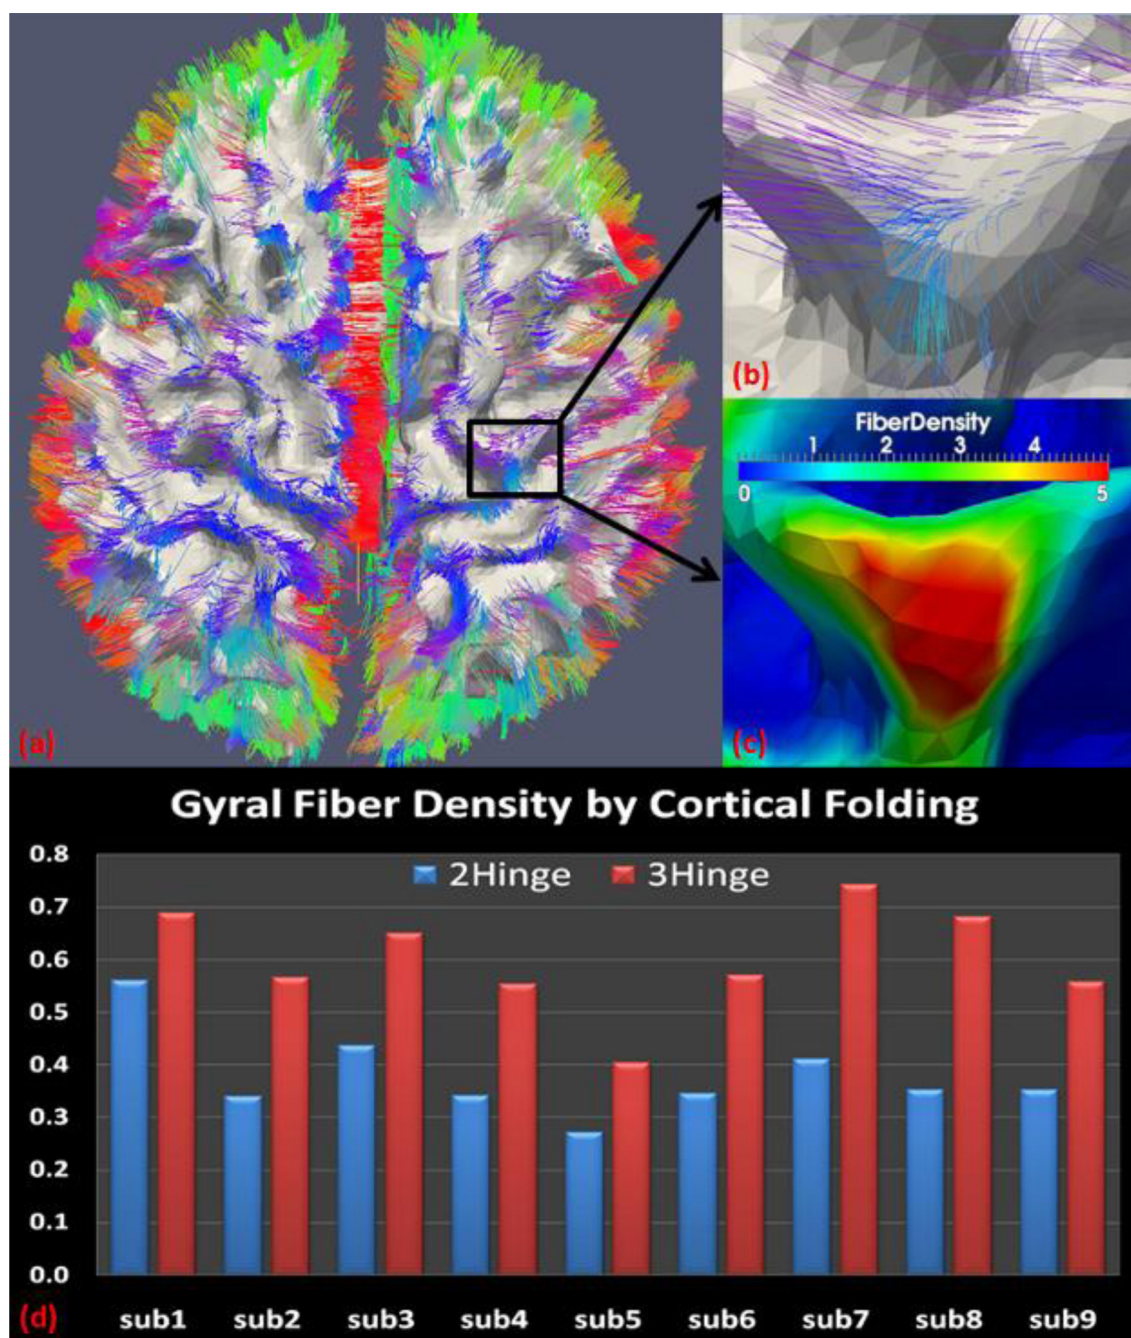 (a)
(b)
FiberDensity
1 2 3 4
0 5
(c)
Gyral Fiber Density by Cortical Folding
2Hinge 3Hinge
0.8
0.7
0.6
0.5
0.4
0.3
0.2
0.1
0.0
(d) sub1 sub2 sub3 sub4 sub5 sub6 sub7 sub8 sub9